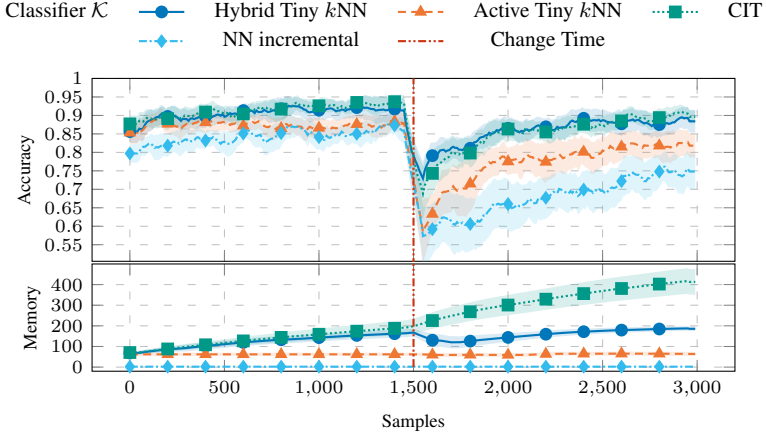 Classifier K Hybrid Tiny kNN Active Tiny kNN CIT
NN incremental Change Time
1
0.95
0.9
0.85
0.8
0.75
0.7
0.65
0.6
0.55
Accuracy
400
300
200
100
0
Memory
0 500 1,000 1,500 2,000 2,500 3,000
Samples